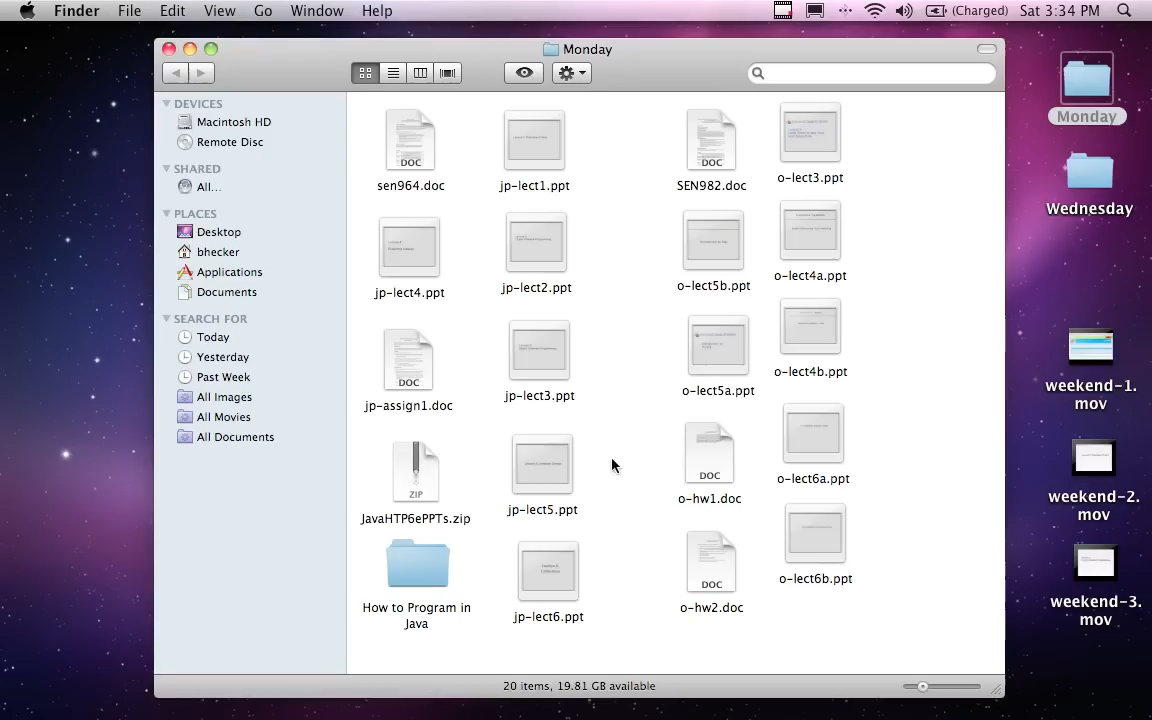 Finder File Edit View Go Window Help (Charged) Sat 3:34 PM
Monday
DEVICES
Macintosh HD
Remote Disc
SHARED
All...
PLACES
Desktop
bhecker
Applications
Documents
SEARCH FOR
Today
Yesterday
Past Week
All Images
All Movies
All Documents
DOC DOC
sen964.doc jp-lect1.ppt SEN982.doc o-lect3.ppt
jp-lect4.ppt jp-lect2.ppt o-lect5b.ppt o-lect4a.ppt
DOC
jp-assign1.doc jp-lect3.ppt o-lect5a.ppt o-lect4b.ppt
ZIP DOC
JavaHTP6ePPTs.zip jp-lect5.ppt o-hw1.doc o-lect6a.ppt
DOC
How to Program in
Java
jp-lect6.ppt o-hw2.doc o-lect6b.ppt
20 items, 19.81 GB available
Monday
Wednesday
weekend-1.
mov
weekend-2.
mov
weekend-3.
mov